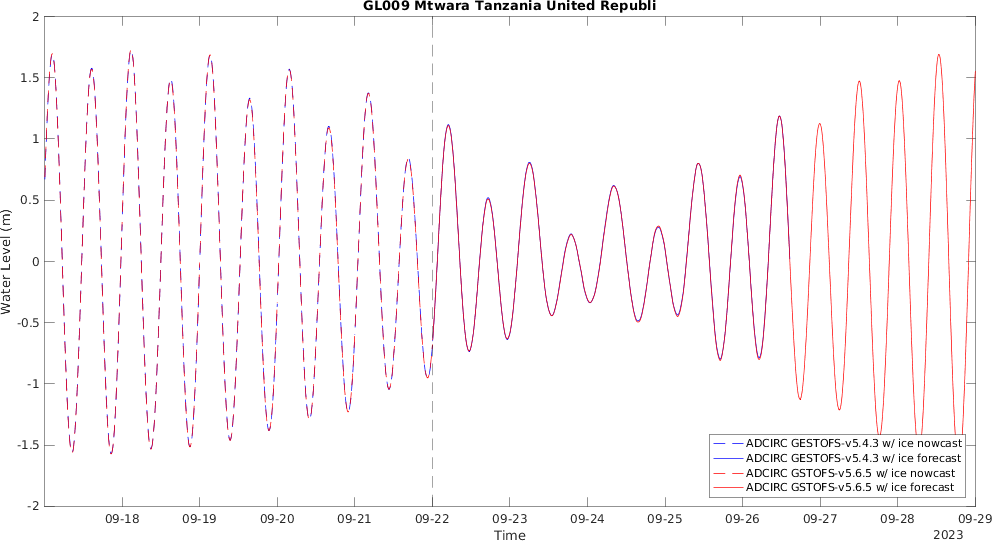 GL009 Mtwara Tanzania United Republi
2
1.5
1
0.5
0
-0.5
-1
-1.5
-2
Water Level (m)
ADCIRC GESTOFS-v5.4.3 w/ ice nowcast
ADCIRC GESTOFS-v5.4.3 w/ ice forecast
ADCIRC GSTOFS-v5.6.5 w/ ice nowcast
ADCIRC GSTOFS-v5.6.5 w/ ice forecast
09-18 09-19 09-20 09-21 09-22 09-23 09-24 09-25 09-26 09-27 09-28 09-29
Time
2023